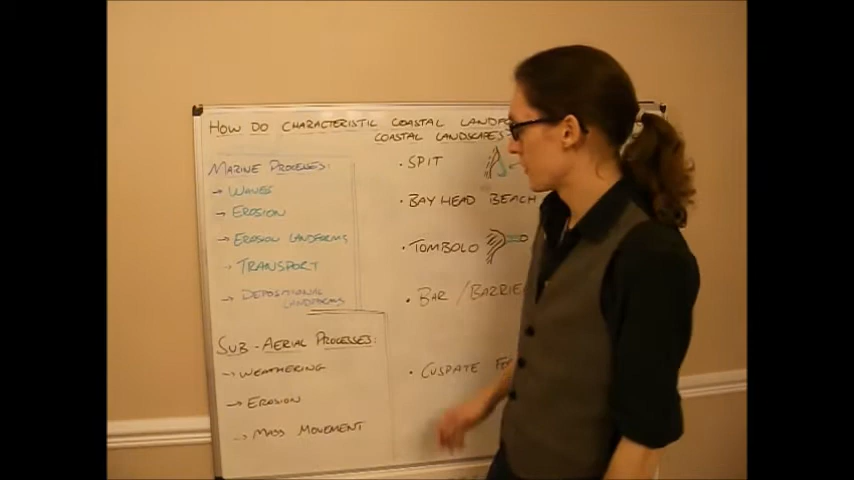 HOW DO CHARACTERISTIC COASTAL
COASTAL LANDSCAPES
MARINE PROCESSES:
→ WAVES
→ EROSION
→ EROSION LANDFORMS
→ TRANSPORT
→ DEPOSITIONAL
LANDFORMS
SUB-AERIAL PROCESSES:
→ WEATHERING
→ EROSION
→ MASS MOVEMENT
• SPIT
• BAY HEAD BEACH
• TOMBOLO
• BAR / BARRIE
• CUSPATE